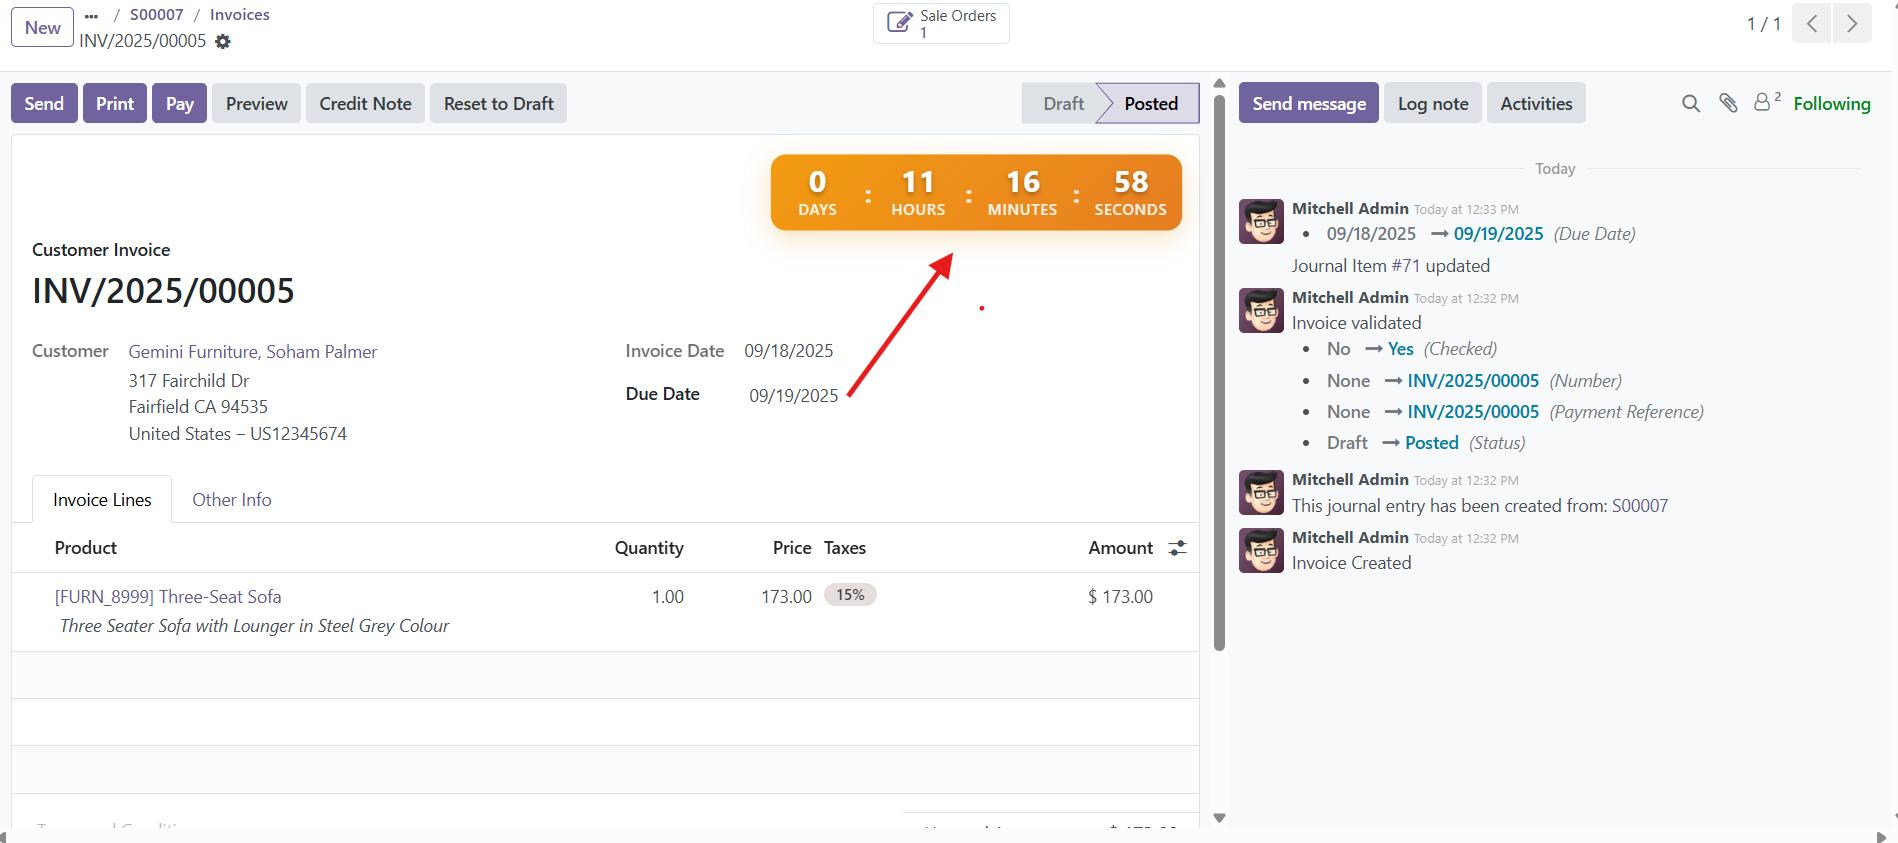 New
... / S00007 / Invoices
INV/2025/00005
Sale Orders
1
1 / 1
Send Print Pay Preview Credit Note Reset to Draft
Draft Posted
Send message Log note Activities
2 Following
0 : 11 : 16 : 58
DAYS HOURS MINUTES SECONDS
Customer Invoice
INV/2025/00005
Customer Gemini Furniture, Soham Palmer
317 Fairchild Dr
Fairfield CA 94535
United States – US12345674
Invoice Date 09/18/2025
Due Date 09/19/2025
Invoice Lines Other Info
Product Quantity Price Taxes Amount
[FURN_8999] Three-Seat Sofa 1.00 173.00 15% $ 173.00
Three Seater Sofa with Lounger in Steel Grey Colour
Today
Mitchell Admin Today at 12:33 PM
• 09/18/2025 → 09/19/2025 (Due Date)
Journal Item #71 updated
Mitchell Admin Today at 12:32 PM
Invoice validated
• No → Yes (Checked)
• None → INV/2025/00005 (Number)
• None → INV/2025/00005 (Payment Reference)
• Draft → Posted (Status)
Mitchell Admin Today at 12:32 PM
This journal entry has been created from: S00007
Mitchell Admin Today at 12:32 PM
Invoice Created